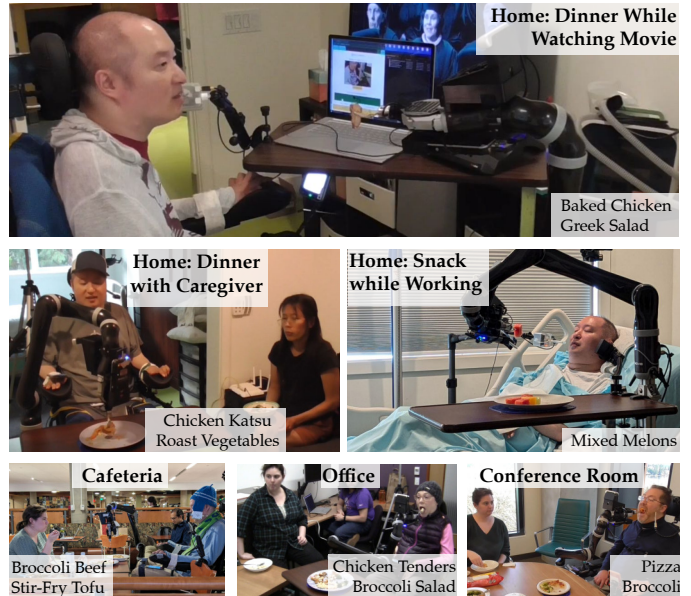 Home: Dinner While
Watching Movie
Baked Chicken
Greek Salad
Home: Dinner
with Caregiver
Chicken Katsu
Roast Vegetables
Home: Snack
while Working
Mixed Melons
Cafeteria
Broccoli Beef
Stir-Fry Tofu
Office
Chicken Tenders
Broccoli Salad
Conference Room
Pizza
Broccoli